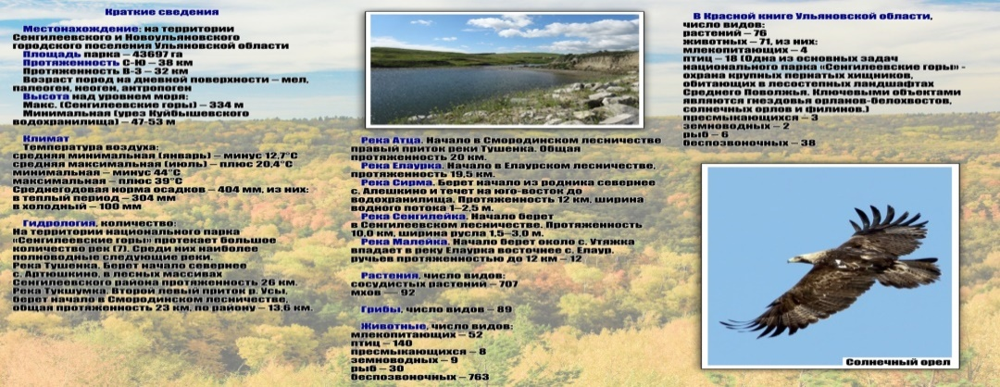 Краткие сведения
Местонахождение: на территории
Сенгилеевского и Новоульяновского
городского поселения Ульяновской области
Площадь парка – 43697 га
Протяженность С-Ю – 38 км
Протяженность В-З – 32 км
Возраст пород на дневной поверхности – мел,
палеоген, неоген, антропоген
Высота над уровнем моря:
Макс. (Сенгилеевские горы) – 334 м
Минимальная (урез Куйбышевского
водохранилища) – 47-53 м
Климат
Температура воздуха:
средняя минимальная (январь) – минус 12,7°С
средняя максимальная (июль) – плюс 20,4°С
минимальная – минус 44°С
максимальная – плюс 39°С
Среднегодовая норма осадков – 404 мм, из них:
в теплый период – 304 мм
в холодный – 100 мм
Гидрология, количество:
На территории национального парка
«Сенгилеевские горы» протекает большое
количество рек (7). Среди них наиболее
полноводные следующие реки.
Река Тушенка. Берет начало севернее
с. Артюшкино, в лесных массивах
Сенгилеевского района протяженность 26 км.
Река Тукшумка. Второй левый приток р. Усы,
берет начало в Смородинском лесничестве,
общая протяженность 23 км, по району – 13,6 км.
Река Атца. Начало в Смородинском лесничестве
правый приток реки Тушенка. Общая
протяженность 20 км.
Река Елаурка. Начало в Елаурском лесничестве,
протяженность 19,5 км.
Река Сирма. Берет начало из родника севернее
с. Алешкино и течет на юго-восток до
водохранилища. Протяженность 12 км, ширина
водного потока 1–2,5 м.
Река Сенгилейка. Начало берет
в Сенгилеевском лесничестве. Протяженность
10,0 км, ширина русла 1,5–3,0 м.
Река Малейка. Начало берет около с. Утяжка
впадает в реку Елаурка восточнее с. Елаур.
ручьев протяженностью до 12 км – 12
Растения, число видов:
сосудистых растений – 707
мхов — 92
Грибы, число видов – 89
Животные, число видов:
млекопитающих – 52
птиц – 140
пресмыкающихся – 8
земноводных – 9
рыб – 30
беспозвоночных – 763
В Красной книге Ульяновской области,
число видов:
растений – 76
животных – 71, из них:
млекопитающих – 4
птиц – 18 (Одна из основных задач
национального парка «Сенгилеевские горы» -
охрана крупных пернатых хищников,
обитающих в лесостепных ландшафтах
Среднего Поволжья. Ключевыми объектами
являются гнездовья орланов-белохвостов,
солнечных орлов и филинов.)
пресмыкающихся – 3
земноводных – 2
рыб – 6
беспозвоночных – 38
Солнечный орел